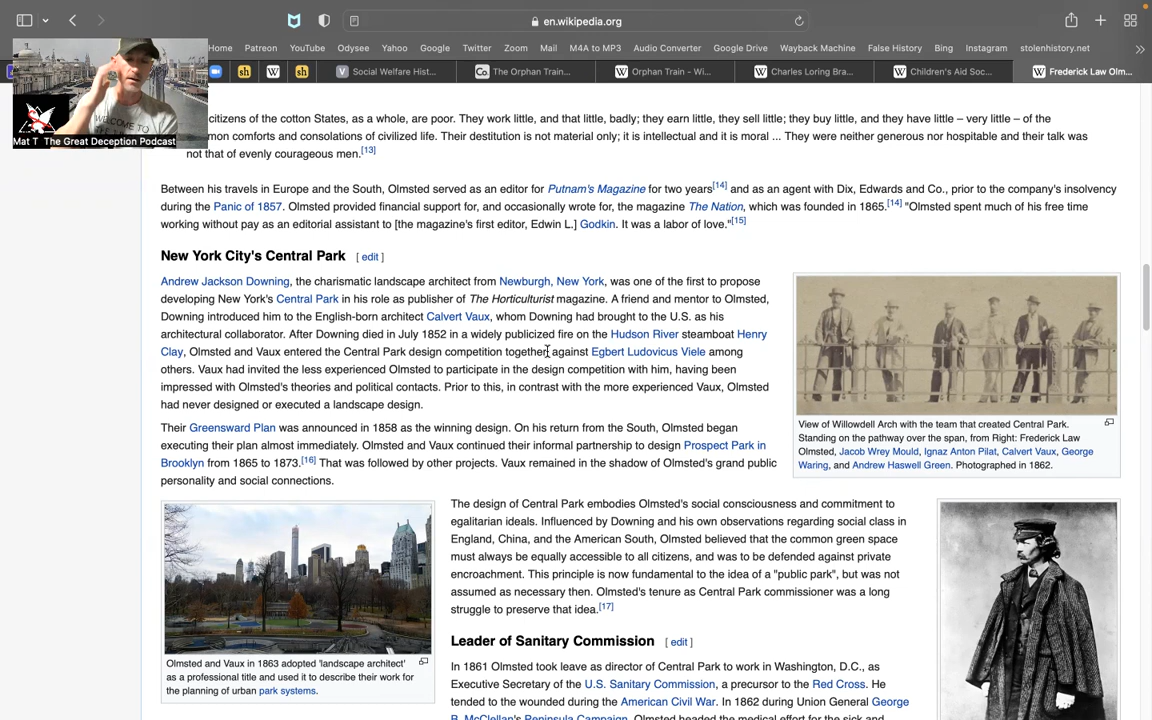 en.wikipedia.org
Home Patreon YouTube Odysee Yahoo Google Twitter Zoom Mail M4A to MP3 Audio Converter Google Drive Wayback Machine False History Bing Instagram stolenhistory.net
sh W sh V Social Welfare Hist... Co. The Orphan Train... W Orphan Train - Wi... W Charles Loring Bra... W Children's Aid Soc... W Frederick Law Olm...
Mat T The Great Deception Podcast
citizens of the cotton States, as a whole, are poor. They work little, and that little, badly; they earn little, they sell little; they buy little, and they have little – very little – of the
mon comforts and consolations of civilized life. Their destitution is not material only; it is intellectual and it is moral ... They were neither generous nor hospitable and their talk was
not that of evenly courageous men.[13]
Between his travels in Europe and the South, Olmsted served as an editor for Putnam's Magazine for two years[14] and as an agent with Dix, Edwards and Co., prior to the company's insolvency
during the Panic of 1857. Olmsted provided financial support for, and occasionally wrote for, the magazine The Nation, which was founded in 1865.[14] "Olmsted spent much of his free time
working without pay as an editorial assistant to [the magazine's first editor, Edwin L.] Godkin. It was a labor of love."[15]
New York City's Central Park [ edit ]
Andrew Jackson Downing, the charismatic landscape architect from Newburgh, New York, was one of the first to propose
developing New York's Central Park in his role as publisher of The Horticulturist magazine. A friend and mentor to Olmsted,
Downing introduced him to the English-born architect Calvert Vaux, whom Downing had brought to the U.S. as his
architectural collaborator. After Downing died in July 1852 in a widely publicized fire on the Hudson River steamboat Henry
Clay, Olmsted and Vaux entered the Central Park design competition together, against Egbert Ludovicus Viele among
others. Vaux had invited the less experienced Olmsted to participate in the design competition with him, having been
impressed with Olmsted's theories and political contacts. Prior to this, in contrast with the more experienced Vaux, Olmsted
had never designed or executed a landscape design.
Their Greensward Plan was announced in 1858 as the winning design. On his return from the South, Olmsted began
executing their plan almost immediately. Olmsted and Vaux continued their informal partnership to design Prospect Park in
Brooklyn from 1865 to 1873.[16] That was followed by other projects. Vaux remained in the shadow of Olmsted's grand public
personality and social connections.
View of Willowdell Arch with the team that created Central Park.
Standing on the pathway over the span, from Right: Frederick Law
Olmsted, Jacob Wrey Mould, Ignaz Anton Pilat, Calvert Vaux, George
Waring, and Andrew Haswell Green. Photographed in 1862.
The design of Central Park embodies Olmsted's social consciousness and commitment to
egalitarian ideals. Influenced by Downing and his own observations regarding social class in
England, China, and the American South, Olmsted believed that the common green space
must always be equally accessible to all citizens, and was to be defended against private
encroachment. This principle is now fundamental to the idea of a "public park", but was not
assumed as necessary then. Olmsted's tenure as Central Park commissioner was a long
struggle to preserve that idea.[17]
Olmsted and Vaux in 1863 adopted 'landscape architect'
as a professional title and used it to describe their work for
the planning of urban park systems.
Leader of Sanitary Commission [ edit ]
In 1861 Olmsted took leave as director of Central Park to work in Washington, D.C., as
Executive Secretary of the U.S. Sanitary Commission, a precursor to the Red Cross. He
tended to the wounded during the American Civil War. In 1862 during Union General George
B. McClellan's Peninsula Campaign, Olmsted headed the medical effort for the sick and